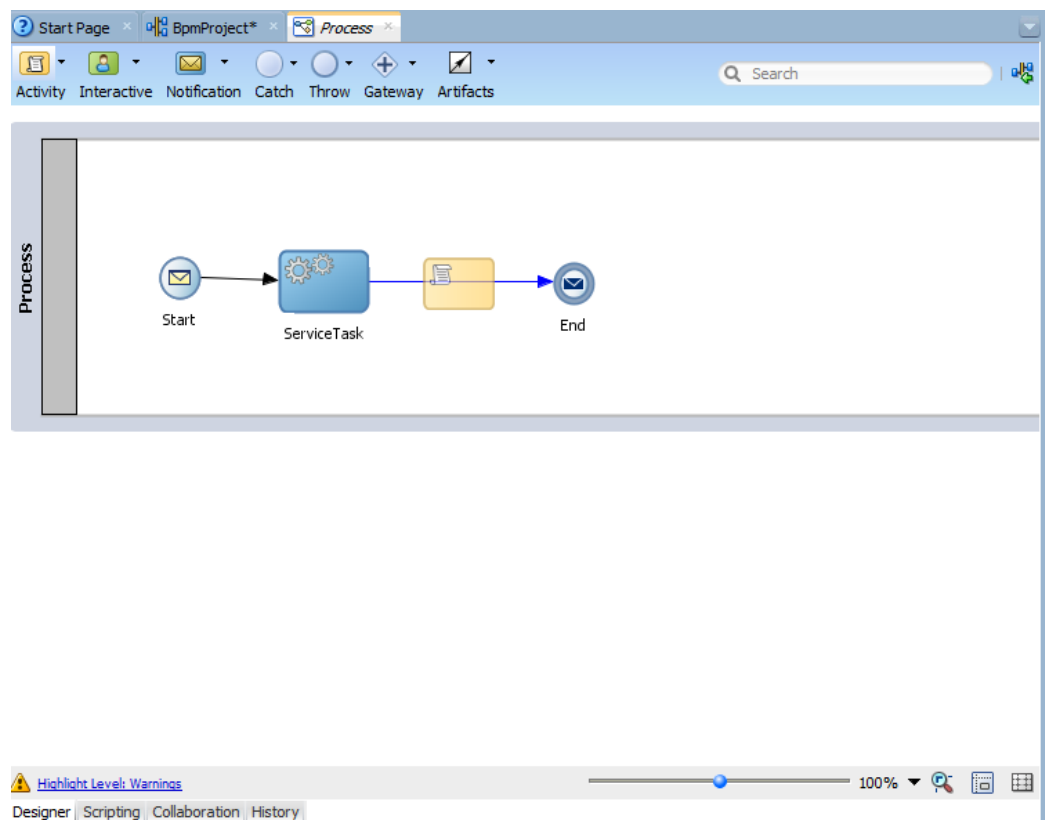 Start Page BpmProject* Process
Activity Interactive Notification Catch Throw Gateway Artifacts Search
Process
Start
ServiceTask
End
Highlight Level: Warnings 100%
Designer Scripting Collaboration History